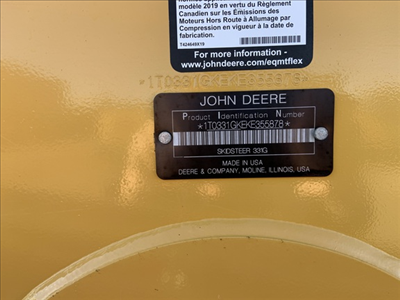 modèle 2019 en vertu du Règlement
Canadien sur les Émissions des
Moteurs Hors Route à Allumage par
Compression en vigueur à la date de
fabrication.
For more information -
www.johndeere.com/eqmtflex
*1T0331GKEKE355878*
JOHN DEERE
Product Identification Number
*1T0331GKEKE355878*
SKIDSTEER 331G
MADE IN USA
DEERE & COMPANY, MOLINE, ILLINOIS, USA